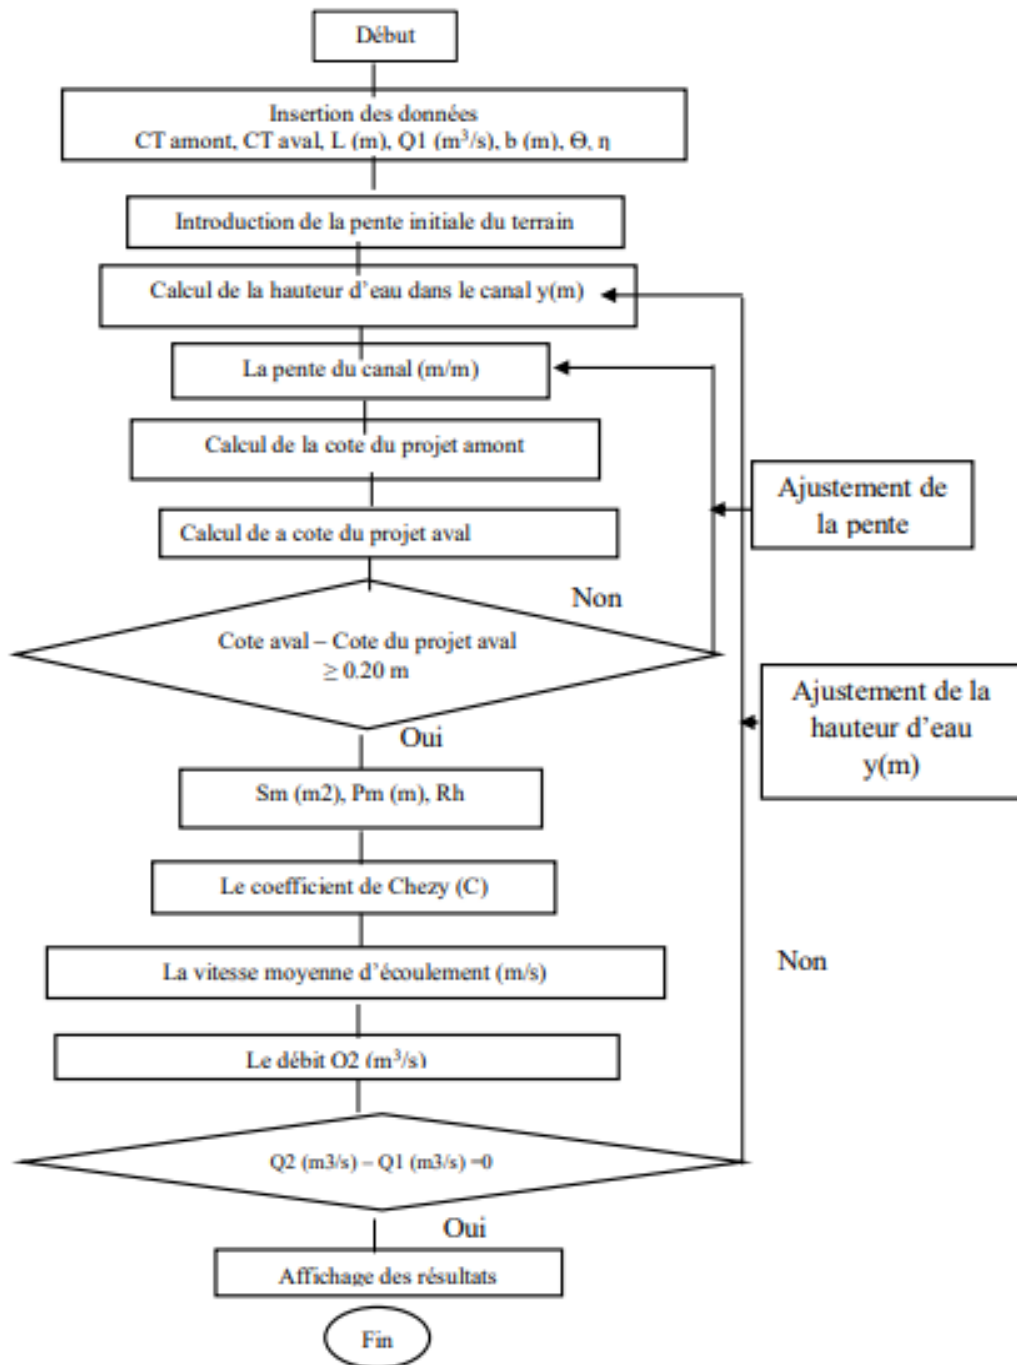 Début
Insertion des données
CT amont, CT aval, L (m), Q1 (m³/s), b (m), Θ, η
Introduction de la pente initiale du terrain
Calcul de la hauteur d'eau dans le canal y(m)
La pente du canal (m/m)
Calcul de la cote du projet amont
Ajustement de
la pente
Calcul de a cote du projet aval
Non
Cote aval – Cote du projet aval
≥ 0.20 m
Oui
Ajustement de la
hauteur d'eau
y(m)
Sm (m2), Pm (m), Rh
Le coefficient de Chezy (C)
La vitesse moyenne d'écoulement (m/s)
Non
Le débit Q2 (m³/s)
Q2 (m3/s) – Q1 (m3/s) =0
Oui
Affichage des résultats
Fin